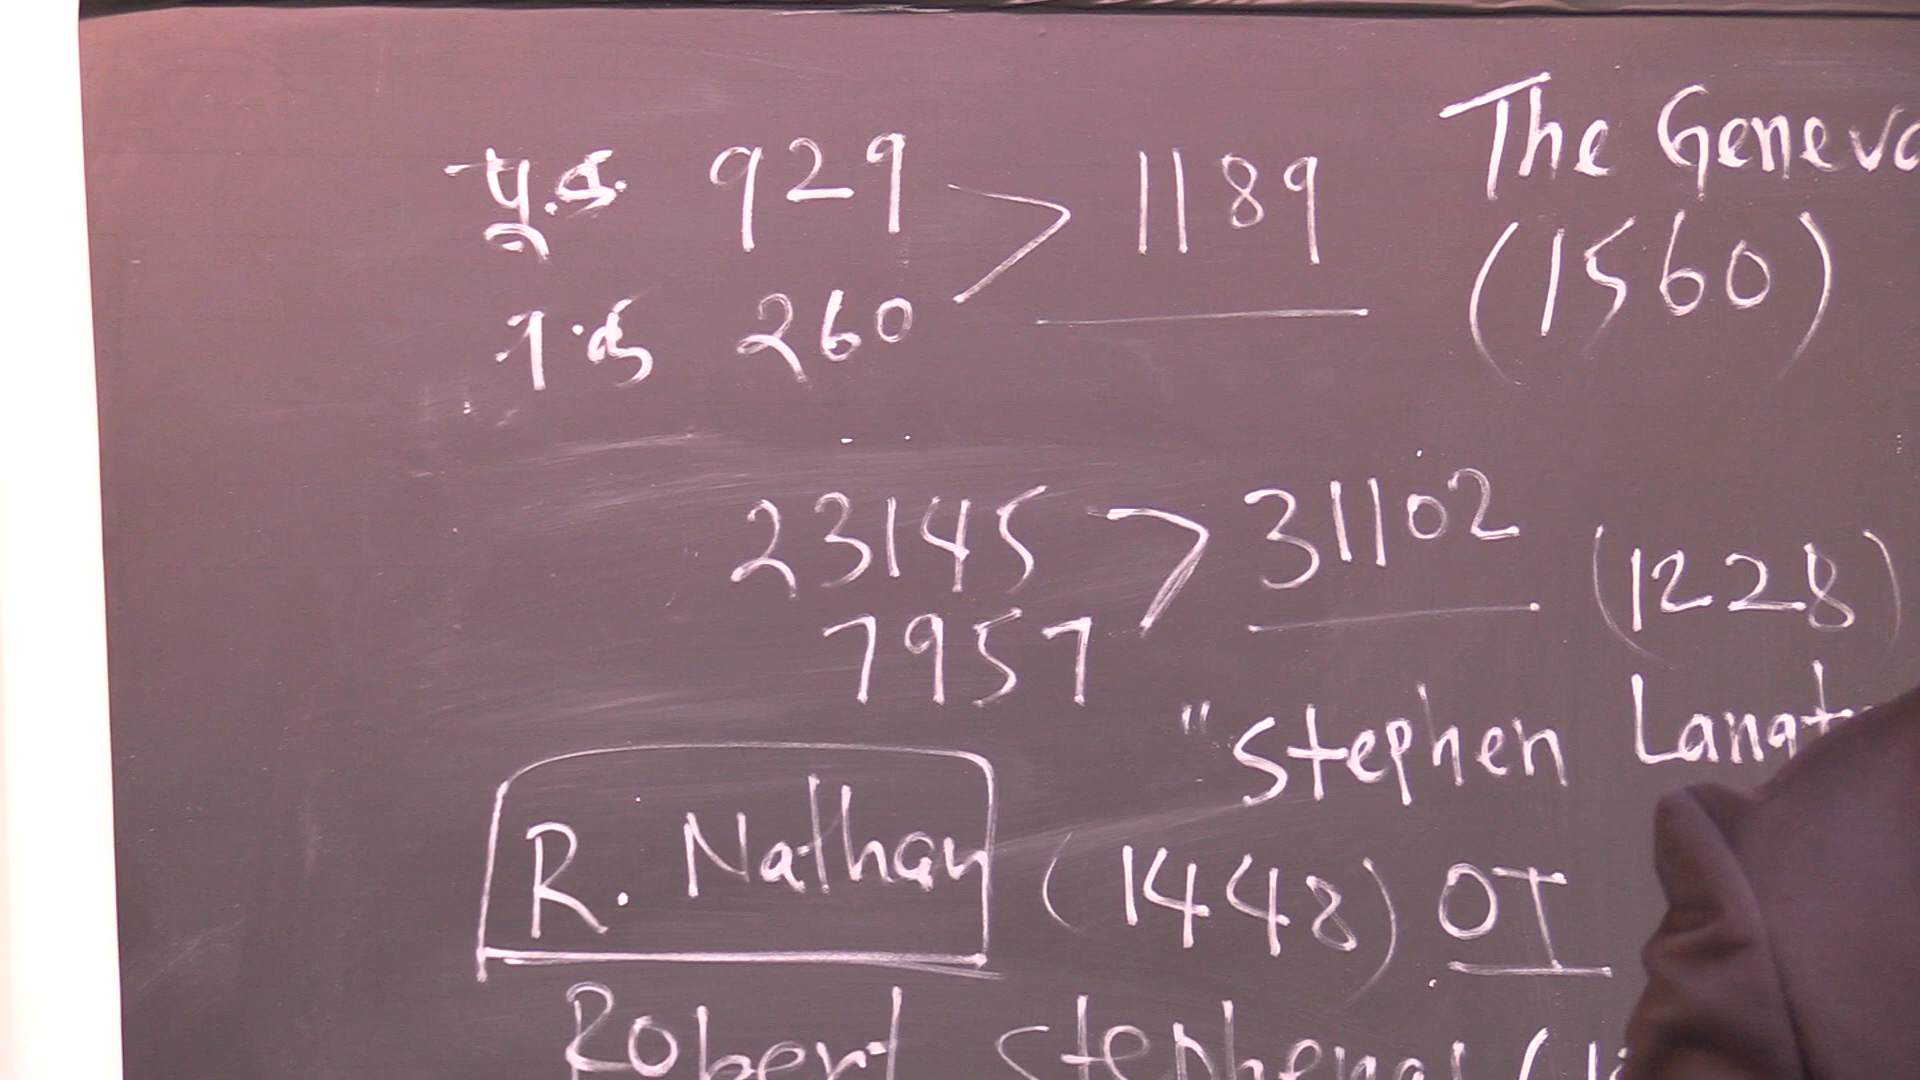 929 > 1189
260
The Geneva
(1560)
23145 > 31102
7957
(1228)
"Stephen
R. Nathan (1448) OT
Robert